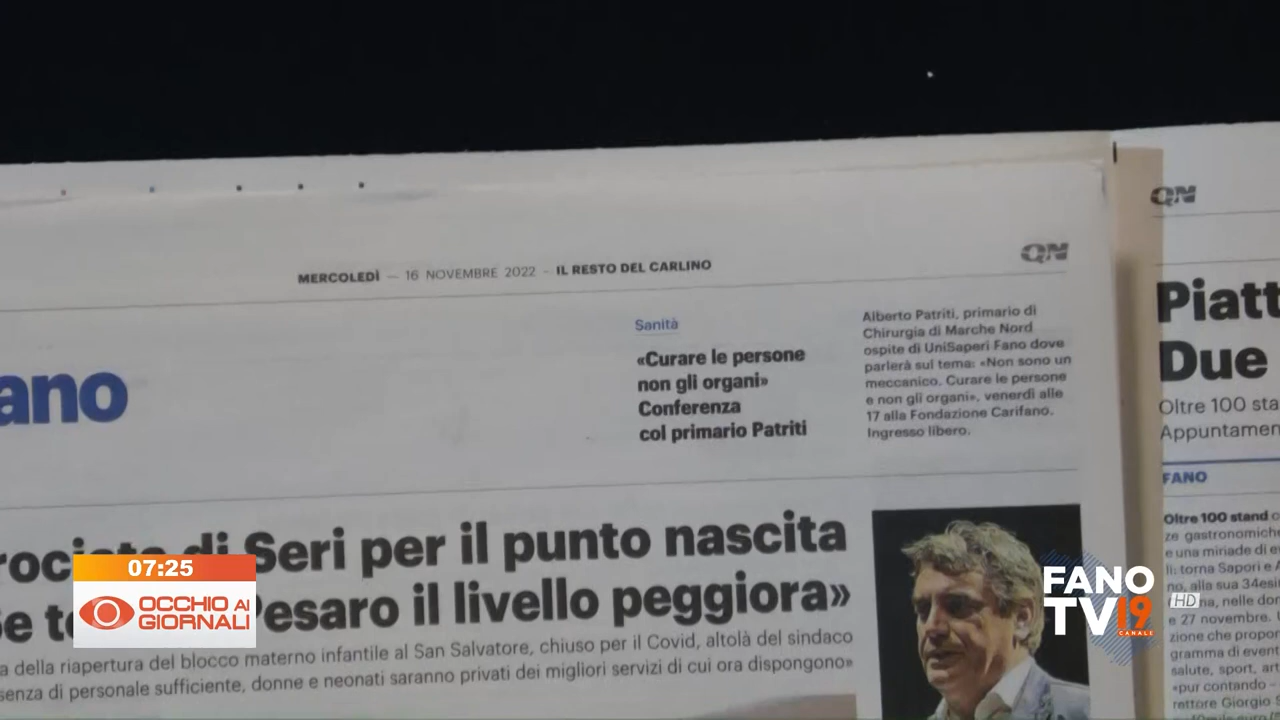 MERCOLEDÌ — 16 NOVEMBRE 2022 – IL RESTO DEL CARLINO
QN
ano
Sanità
«Curare le persone
non gli organi»
Conferenza
col primario Patriti
Alberto Patriti, primario di
Chirurgia di Marche Nord
ospite di UniSaperi Fano dove
parlerà sul tema: «Non sono un
meccanico. Curare le persone
e non gli organi», venerdì alle
17 alla Fondazione Carifano.
Ingresso libero.
di Seri per il punto nascita
esaro il livello peggiora»
a della riapertura del blocco materno infantile al San Salvatore, chiuso per il Covid, altolà del sindaco
senza di personale sufficiente, donne e neonati saranno privati dei migliori servizi di cui ora dispongono»
QN
Piatt
Due
Oltre 100 sta
Appuntamen
FANO
Oltre 100 stand
ze gastronomiche
e una miriade di e
li: torna Sapori e A
no, alla sua 34esi
na, nelle dom
e 27 novembre.
zione che propon
gramma di event
salute, sport, art
«pur contando –
rettore Giorgio S
07:25
OCCHIO AI
GIORNALI
FANO
TV19
CANALE
HD